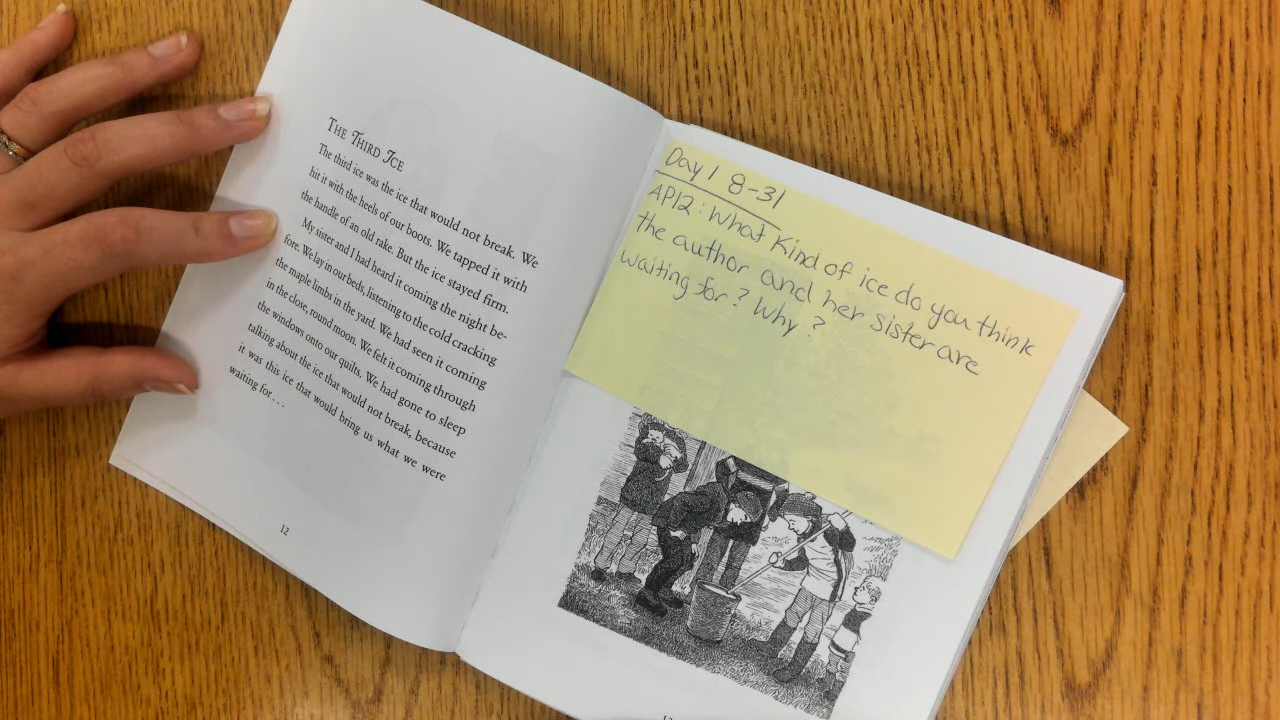 THE THIRD ICE
The third ice was the ice that would not break. We
hit it with the heels of our boots. We tapped it with
the handle of an old rake. But the ice stayed firm.
My sister and I had heard it coming the night be-
fore. We lay in our beds, listening to the cold cracking
the maple limbs in the yard. We had seen it coming
in the close, round moon. We felt it coming through
the windows onto our quilts. We had gone to sleep
talking about the ice that would not break, because
it was this ice that would bring us what we were
waiting for . . .
12
Day 1 8-31
AP12: What kind of ice do you think
the author and her sister are
waiting for? Why?